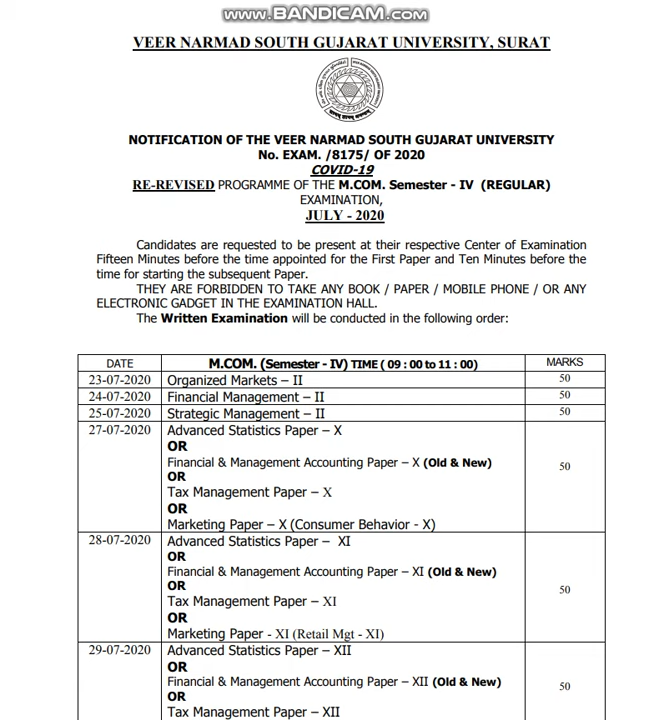 www.BANDICAM.com
VEER NARMAD SOUTH GUJARAT UNIVERSITY, SURAT
NOTIFICATION OF THE VEER NARMAD SOUTH GUJARAT UNIVERSITY
No. EXAM. /8175/ OF 2020
COVID-19
RE-REVISED PROGRAMME OF THE M.COM. Semester - IV (REGULAR)
EXAMINATION,
JULY - 2020
Candidates are requested to be present at their respective Center of Examination
Fifteen Minutes before the time appointed for the First Paper and Ten Minutes before the
time for starting the subsequent Paper.
THEY ARE FORBIDDEN TO TAKE ANY BOOK / PAPER / MOBILE PHONE / OR ANY
ELECTRONIC GADGET IN THE EXAMINATION HALL.
The Written Examination will be conducted in the following order:
DATE M.COM. (Semester - IV) TIME ( 09 : 00 to 11 : 00) MARKS
23-07-2020 Organized Markets – II 50
24-07-2020 Financial Management – II 50
25-07-2020 Strategic Management – II 50
27-07-2020 Advanced Statistics Paper – X
OR
Financial & Management Accounting Paper – X (Old & New) 50
OR
Tax Management Paper – X
OR
Marketing Paper – X (Consumer Behavior - X)
28-07-2020 Advanced Statistics Paper – XI
OR
Financial & Management Accounting Paper – XI (Old & New)
OR 50
Tax Management Paper – XI
OR
Marketing Paper - XI (Retail Mgt - XI)
29-07-2020 Advanced Statistics Paper – XII
OR
Financial & Management Accounting Paper – XII (Old & New) 50
OR
Tax Management Paper – XII